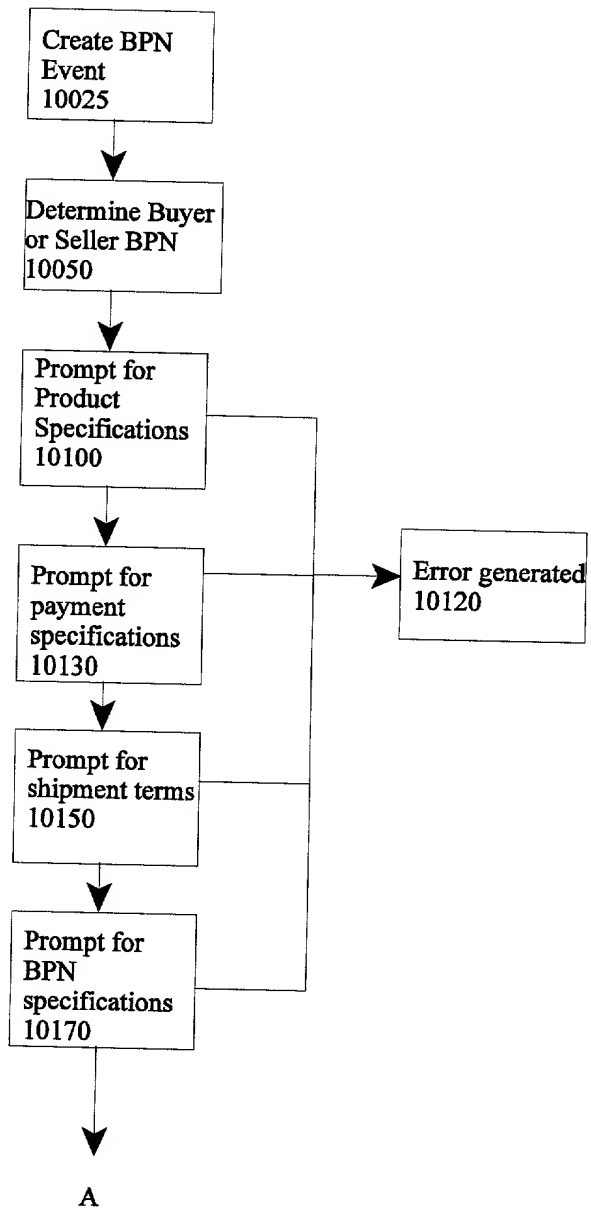 Create BPN
Event
10025
Determine Buyer
or Seller BPN
10050
Prompt for
Product
Specifications
10100
Prompt for
payment
specifications
10130
Error generated
10120
Prompt for
shipment terms
10150
Prompt for
BPN
specifications
10170
A